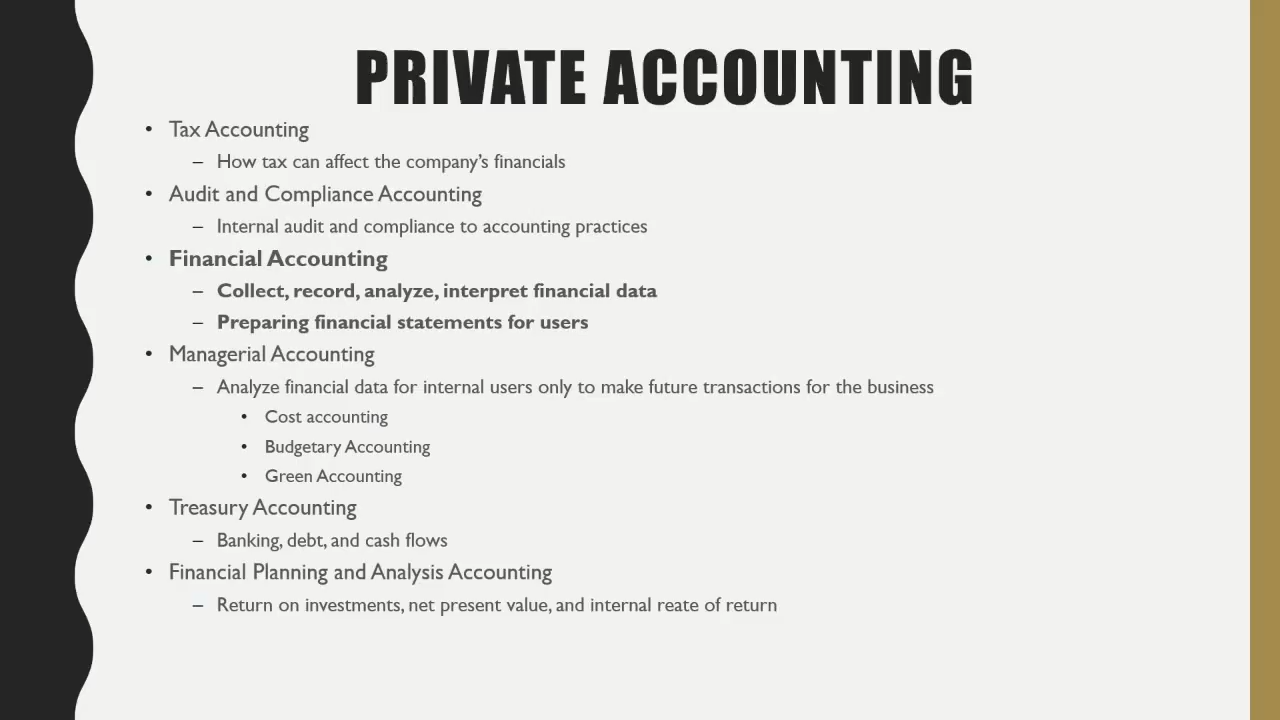 PRIVATE ACCOUNTING
• Tax Accounting
– How tax can affect the company's financials
• Audit and Compliance Accounting
– Internal audit and compliance to accounting practices
• Financial Accounting
– Collect, record, analyze, interpret financial data
– Preparing financial statements for users
• Managerial Accounting
– Analyze financial data for internal users only to make future transactions for the business
• Cost accounting
• Budgetary Accounting
• Green Accounting
• Treasury Accounting
– Banking, debt, and cash flows
• Financial Planning and Analysis Accounting
– Return on investments, net present value, and internal reate of return